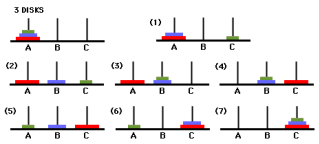 3 DISKS
A B C
(1)
A B C
(2)
A B C
(3)
A B C
(4)
A B C
(5)
A B C
(6)
A B C
(7)
A B C